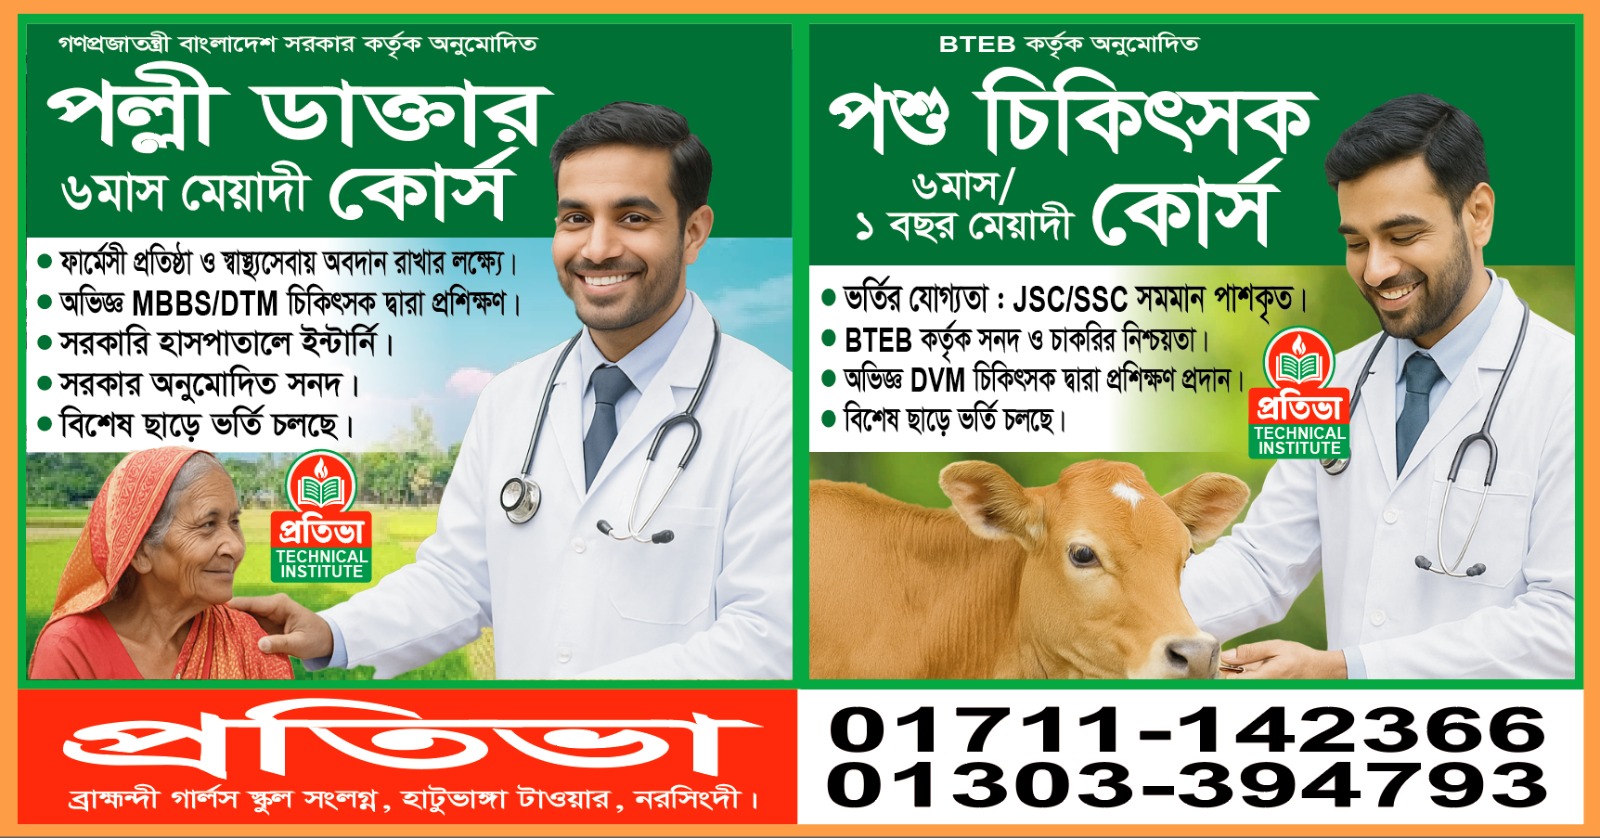 গণপ্রজাতন্ত্রী বাংলাদেশ সরকার কর্তৃক অনুমোদিত
পল্লী ডাক্তার
৬মাস মেয়াদী কোর্স
• ফার্মেসী প্রতিষ্ঠা ও স্বাস্থ্যসেবায় অবদান রাখার লক্ষ্যে।
• অভিজ্ঞ MBBS/DTM চিকিৎসক দ্বারা প্রশিক্ষণ।
• সরকারি হাসপাতালে ইন্টার্নি।
• সরকার অনুমোদিত সনদ।
• বিশেষ ছাড়ে ভর্তি চলছে।
প্রতিভা
TECHNICAL
INSTITUTE
BTEB কর্তৃক অনুমোদিত
পশু চিকিৎসক
৬মাস/
১ বছর মেয়াদী কোর্স
• ভর্তির যোগ্যতা : JSC/SSC সমমান পাশকৃত।
• BTEB কর্তৃক সনদ ও চাকরির নিশ্চয়তা।
• অভিজ্ঞ DVM চিকিৎসক দ্বারা প্রশিক্ষণ প্রদান।
• বিশেষ ছাড়ে ভর্তি চলছে।
প্রতিভা
TECHNICAL
INSTITUTE
প্রতিভা
ব্রাহ্মন্দী গার্লস স্কুল সংলগ্ন, হাটুভাঙ্গা টাওয়ার, নরসিংদী।
01711-142366
01303-394793